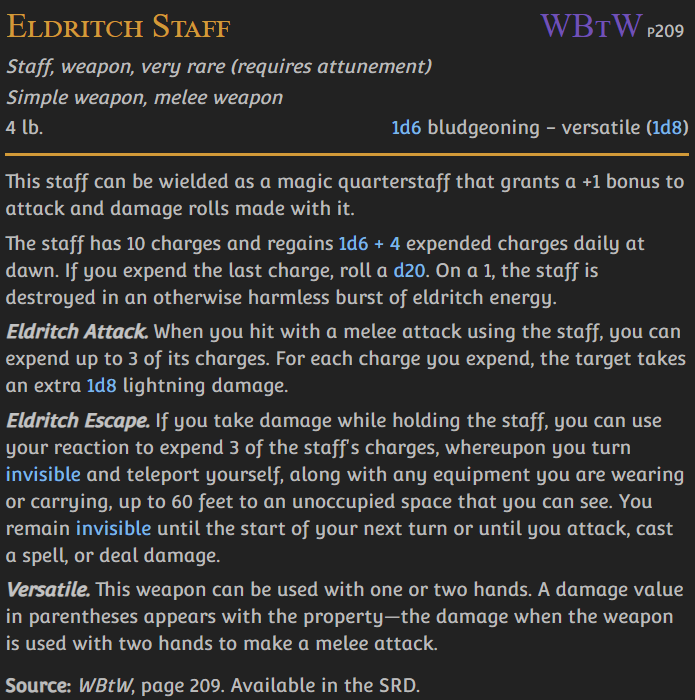 Eldritch Staff WBtW p209
Staff, weapon, very rare (requires attunement)
Simple weapon, melee weapon
4 lb. 1d6 bludgeoning - versatile (1d8)
This staff can be wielded as a magic quarterstaff that grants a +1 bonus to
attack and damage rolls made with it.
The staff has 10 charges and regains 1d6 + 4 expended charges daily at
dawn. If you expend the last charge, roll a d20. On a 1, the staff is
destroyed in an otherwise harmless burst of eldritch energy.
Eldritch Attack. When you hit with a melee attack using the staff, you can
expend up to 3 of its charges. For each charge you expend, the target takes
an extra 1d8 lightning damage.
Eldritch Escape. If you take damage while holding the staff, you can use
your reaction to expend 3 of the staff's charges, whereupon you turn
invisible and teleport yourself, along with any equipment you are wearing
or carrying, up to 60 feet to an unoccupied space that you can see. You
remain invisible until the start of your next turn or until you attack, cast
a spell, or deal damage.
Versatile. This weapon can be used with one or two hands. A damage value
in parentheses appears with the property—the damage when the weapon
is used with two hands to make a melee attack.
Source: WBtW, page 209. Available in the SRD.